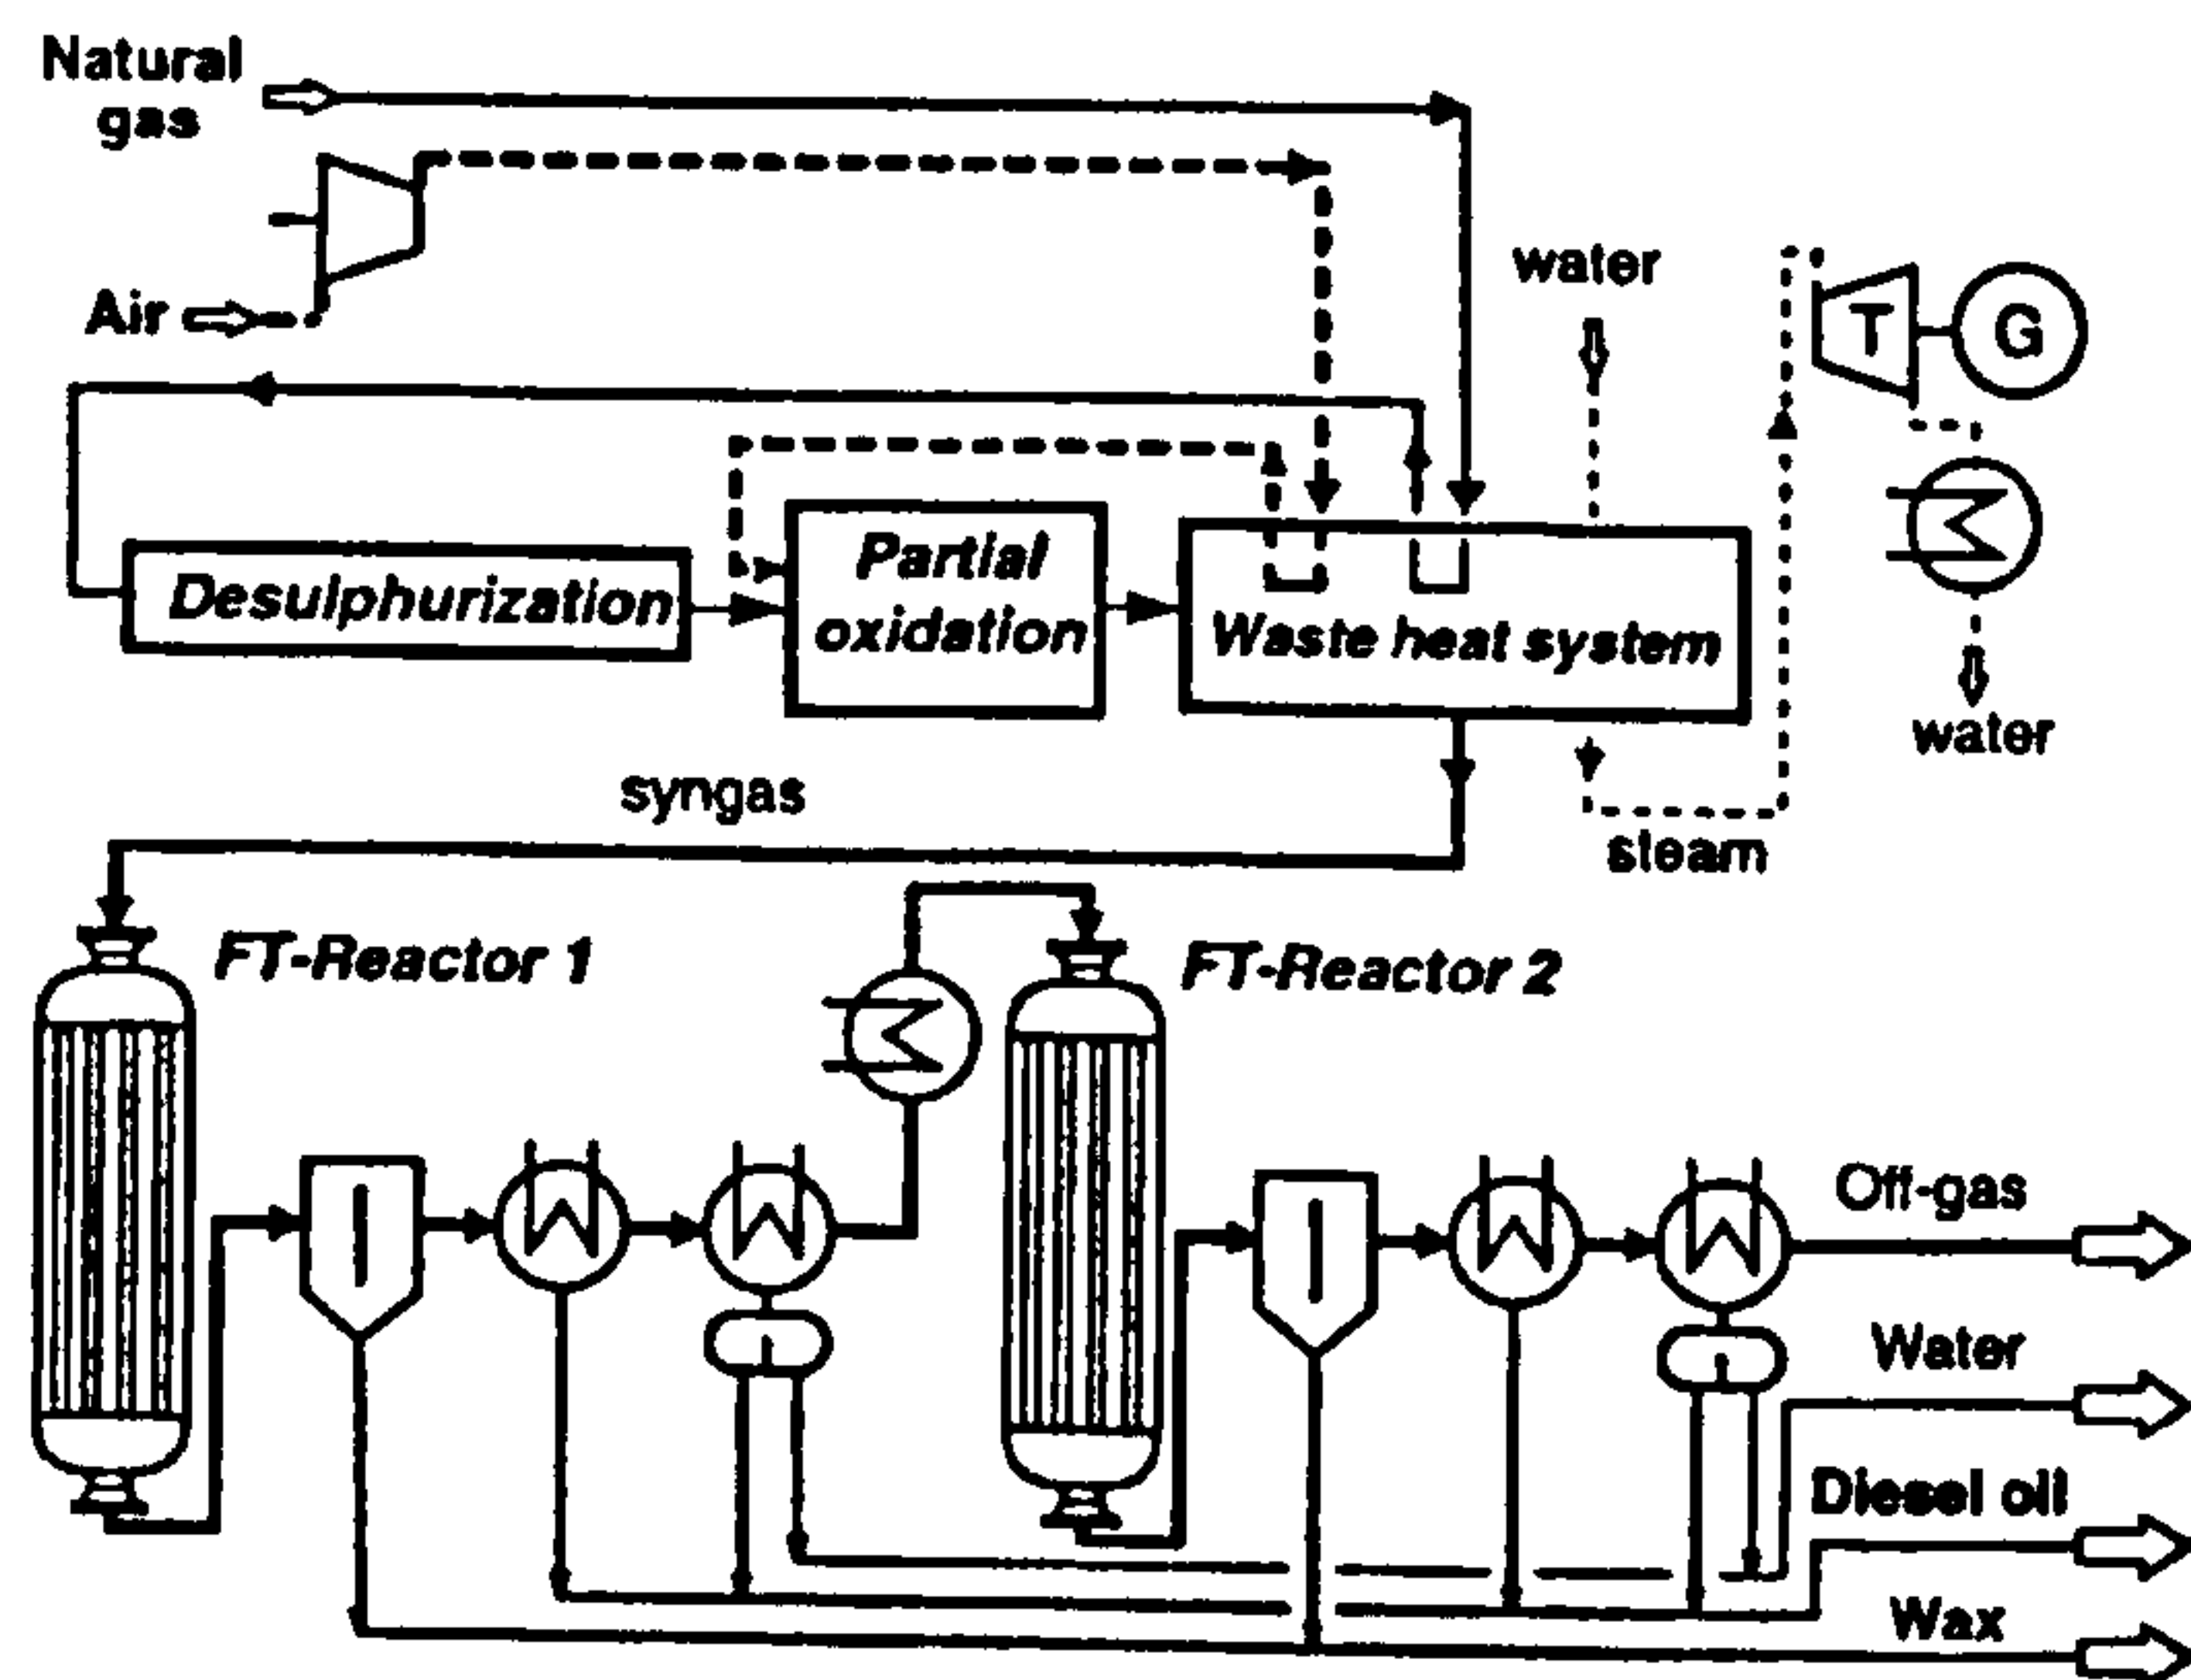 Natural
gas
Air
water
T
G
Desulphurization
Partial
oxidation
Waste heat system
water
syngas
steam
FT-Reactor 1
FT-Reactor 2
Off-gas
Water
Diesel oil
Wax